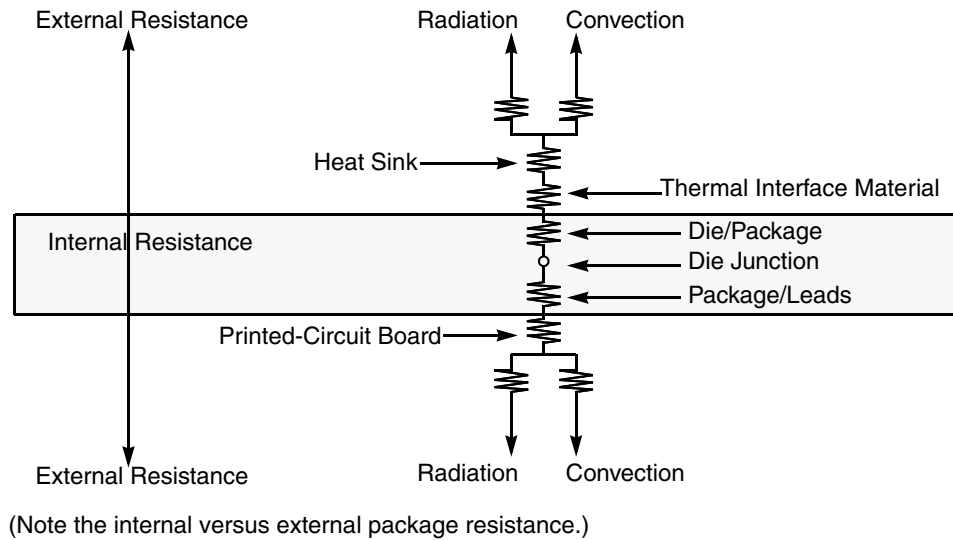 External Resistance
Radiation
Convection
Heat Sink
Thermal Interface Material
Internal Resistance
Die/Package
Die Junction
Package/Leads
Printed-Circuit Board
External Resistance
Radiation
Convection
(Note the internal versus external package resistance.)